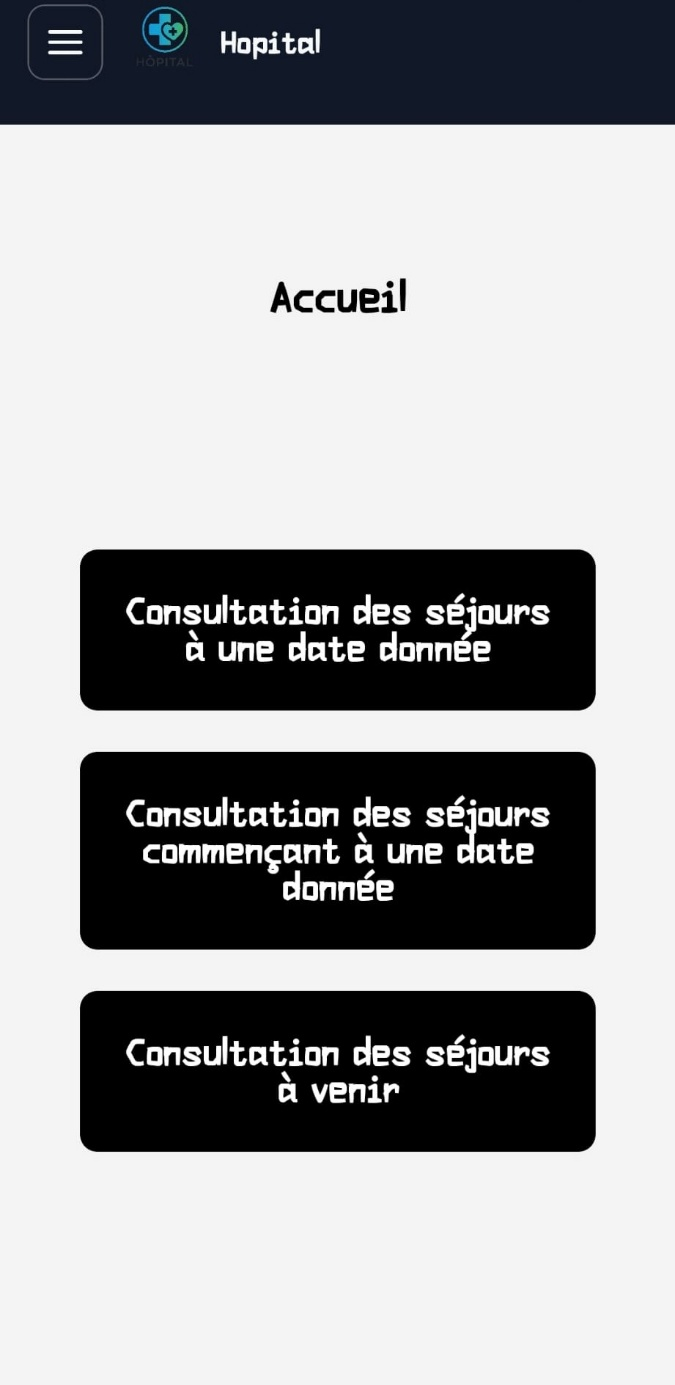 HÔPITAL
Hopital
Accueil
Consultation des séjours
à une date donnée
Consultation des séjours
commençant à une date
donnée
Consultation des séjours
à venir